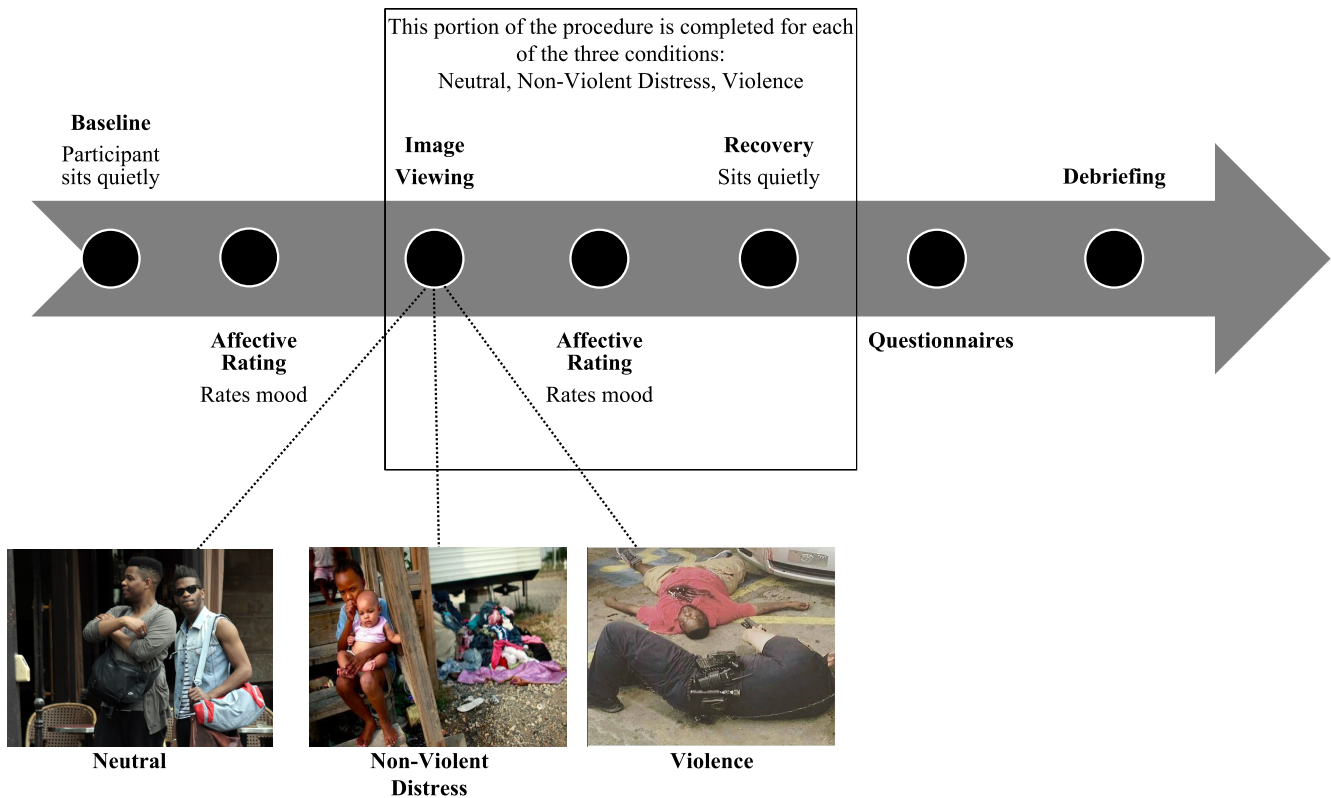 This portion of the procedure is completed for each
of the three conditions:
Neutral, Non-Violent Distress, Violence
Baseline
Participant
sits quietly
Image
Viewing
Recovery
Sits quietly
Debriefing
Affective
Rating
Rates mood
Affective
Rating
Rates mood
Questionnaires
Neutral
Non-Violent
Distress
Violence